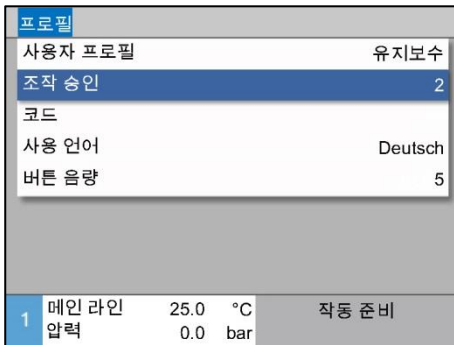 프로필
사용자 프로필 유지보수
조작 승인 2
코드
사용 언어 Deutsch
버튼 음량 5
1 메인 라인 25.0 °C 작동 준비
압력 0.0 bar